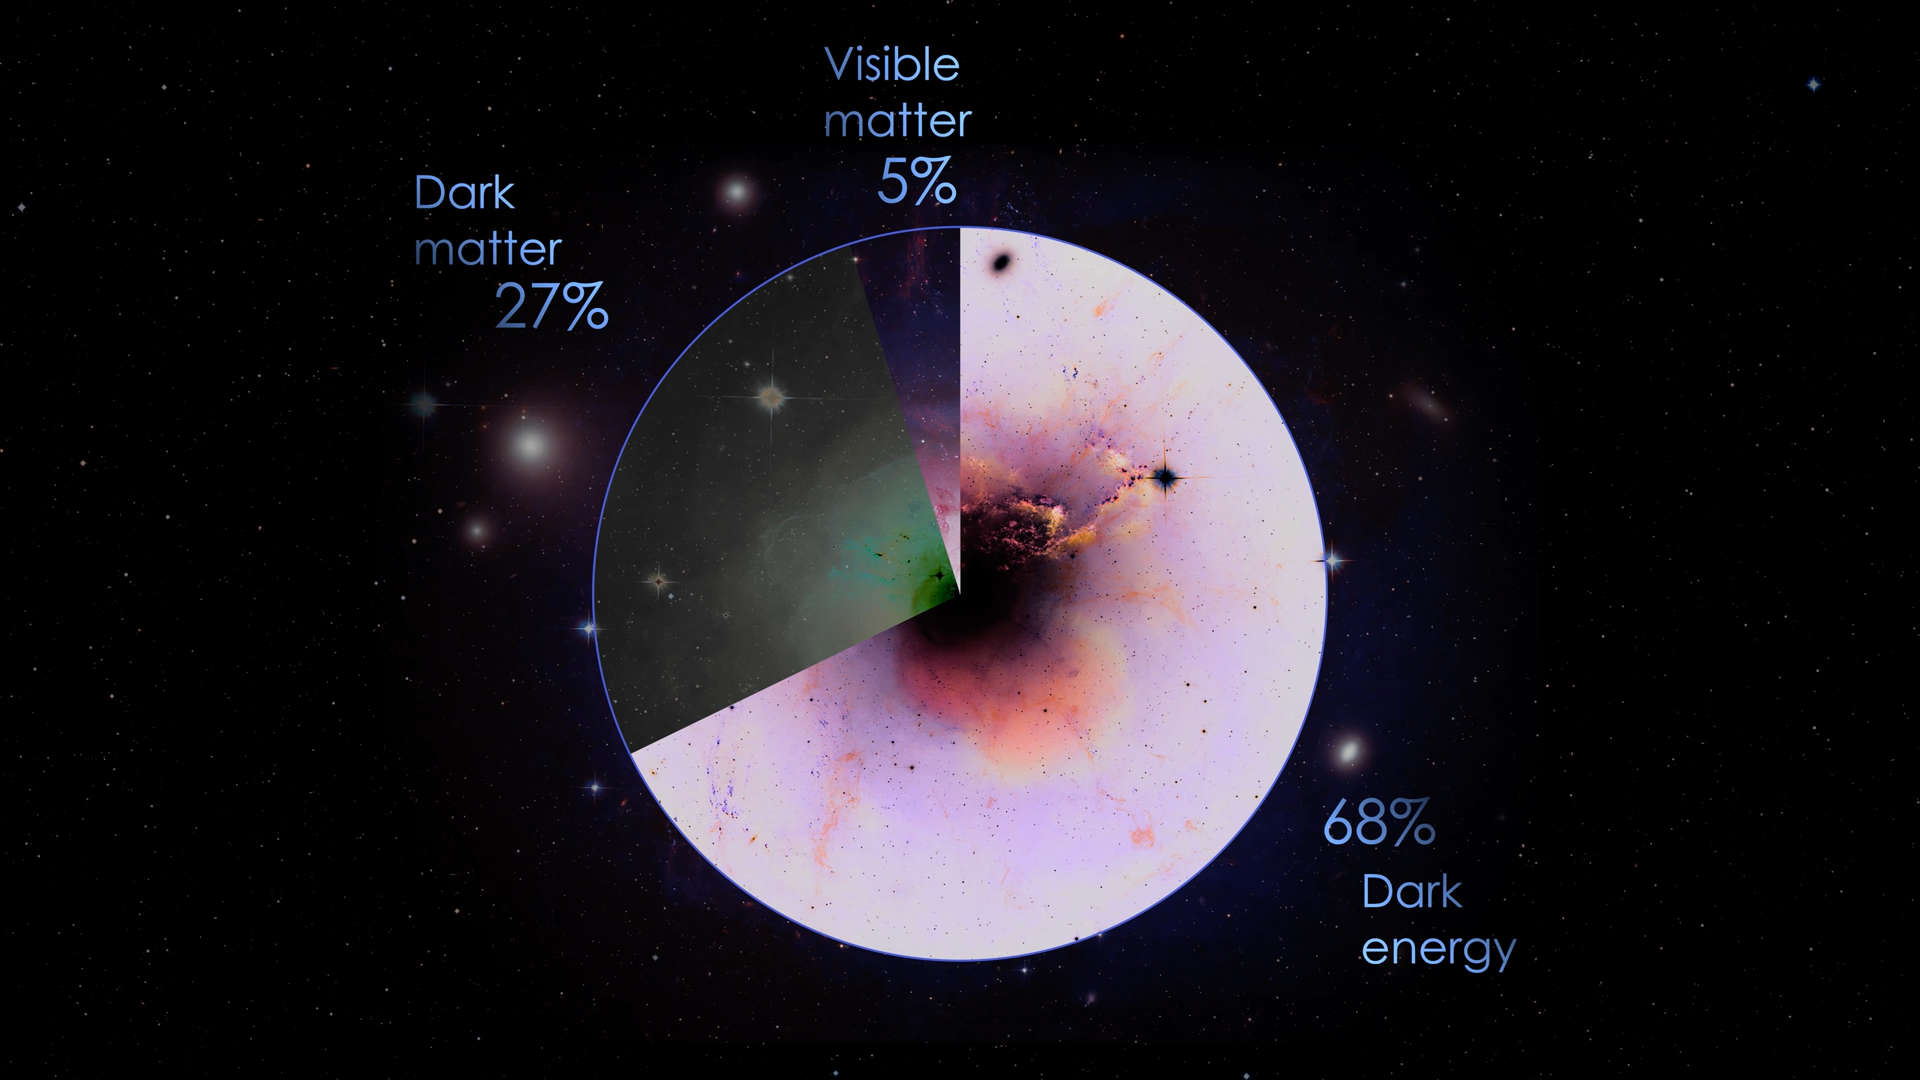 Visible
matter
5%
Dark
matter
27%
68%
Dark
energy